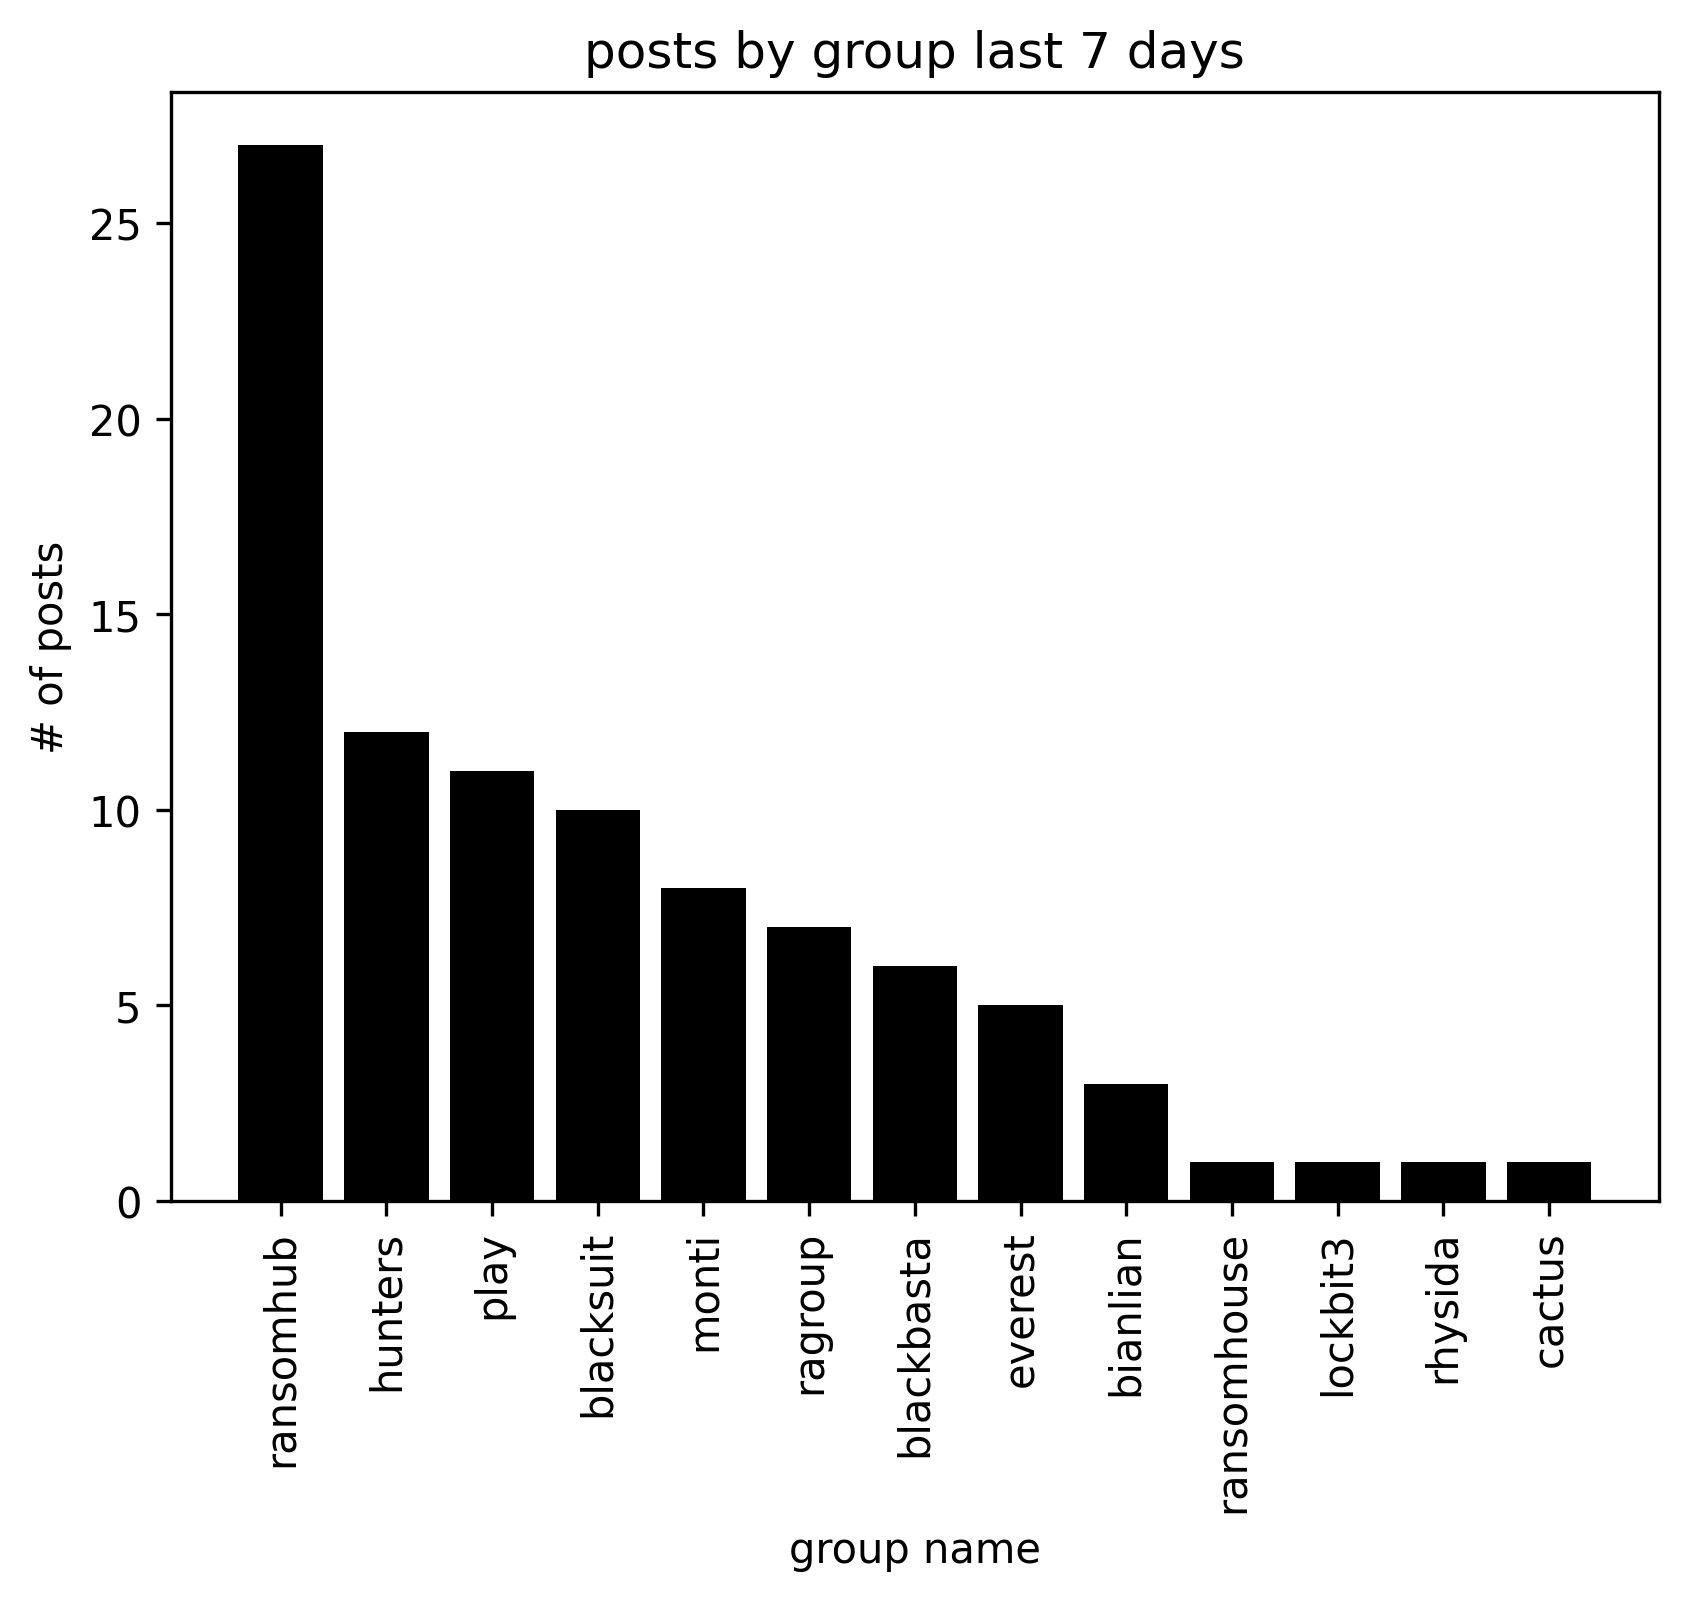 posts by group last 7 days
# of posts
25
20
15
10
5
0
ransomhub
hunters
play
blacksuit
monti
ragroup
blackbasta
everest
bianlian
ransomhouse
lockbit3
rhysida
cactus
group name